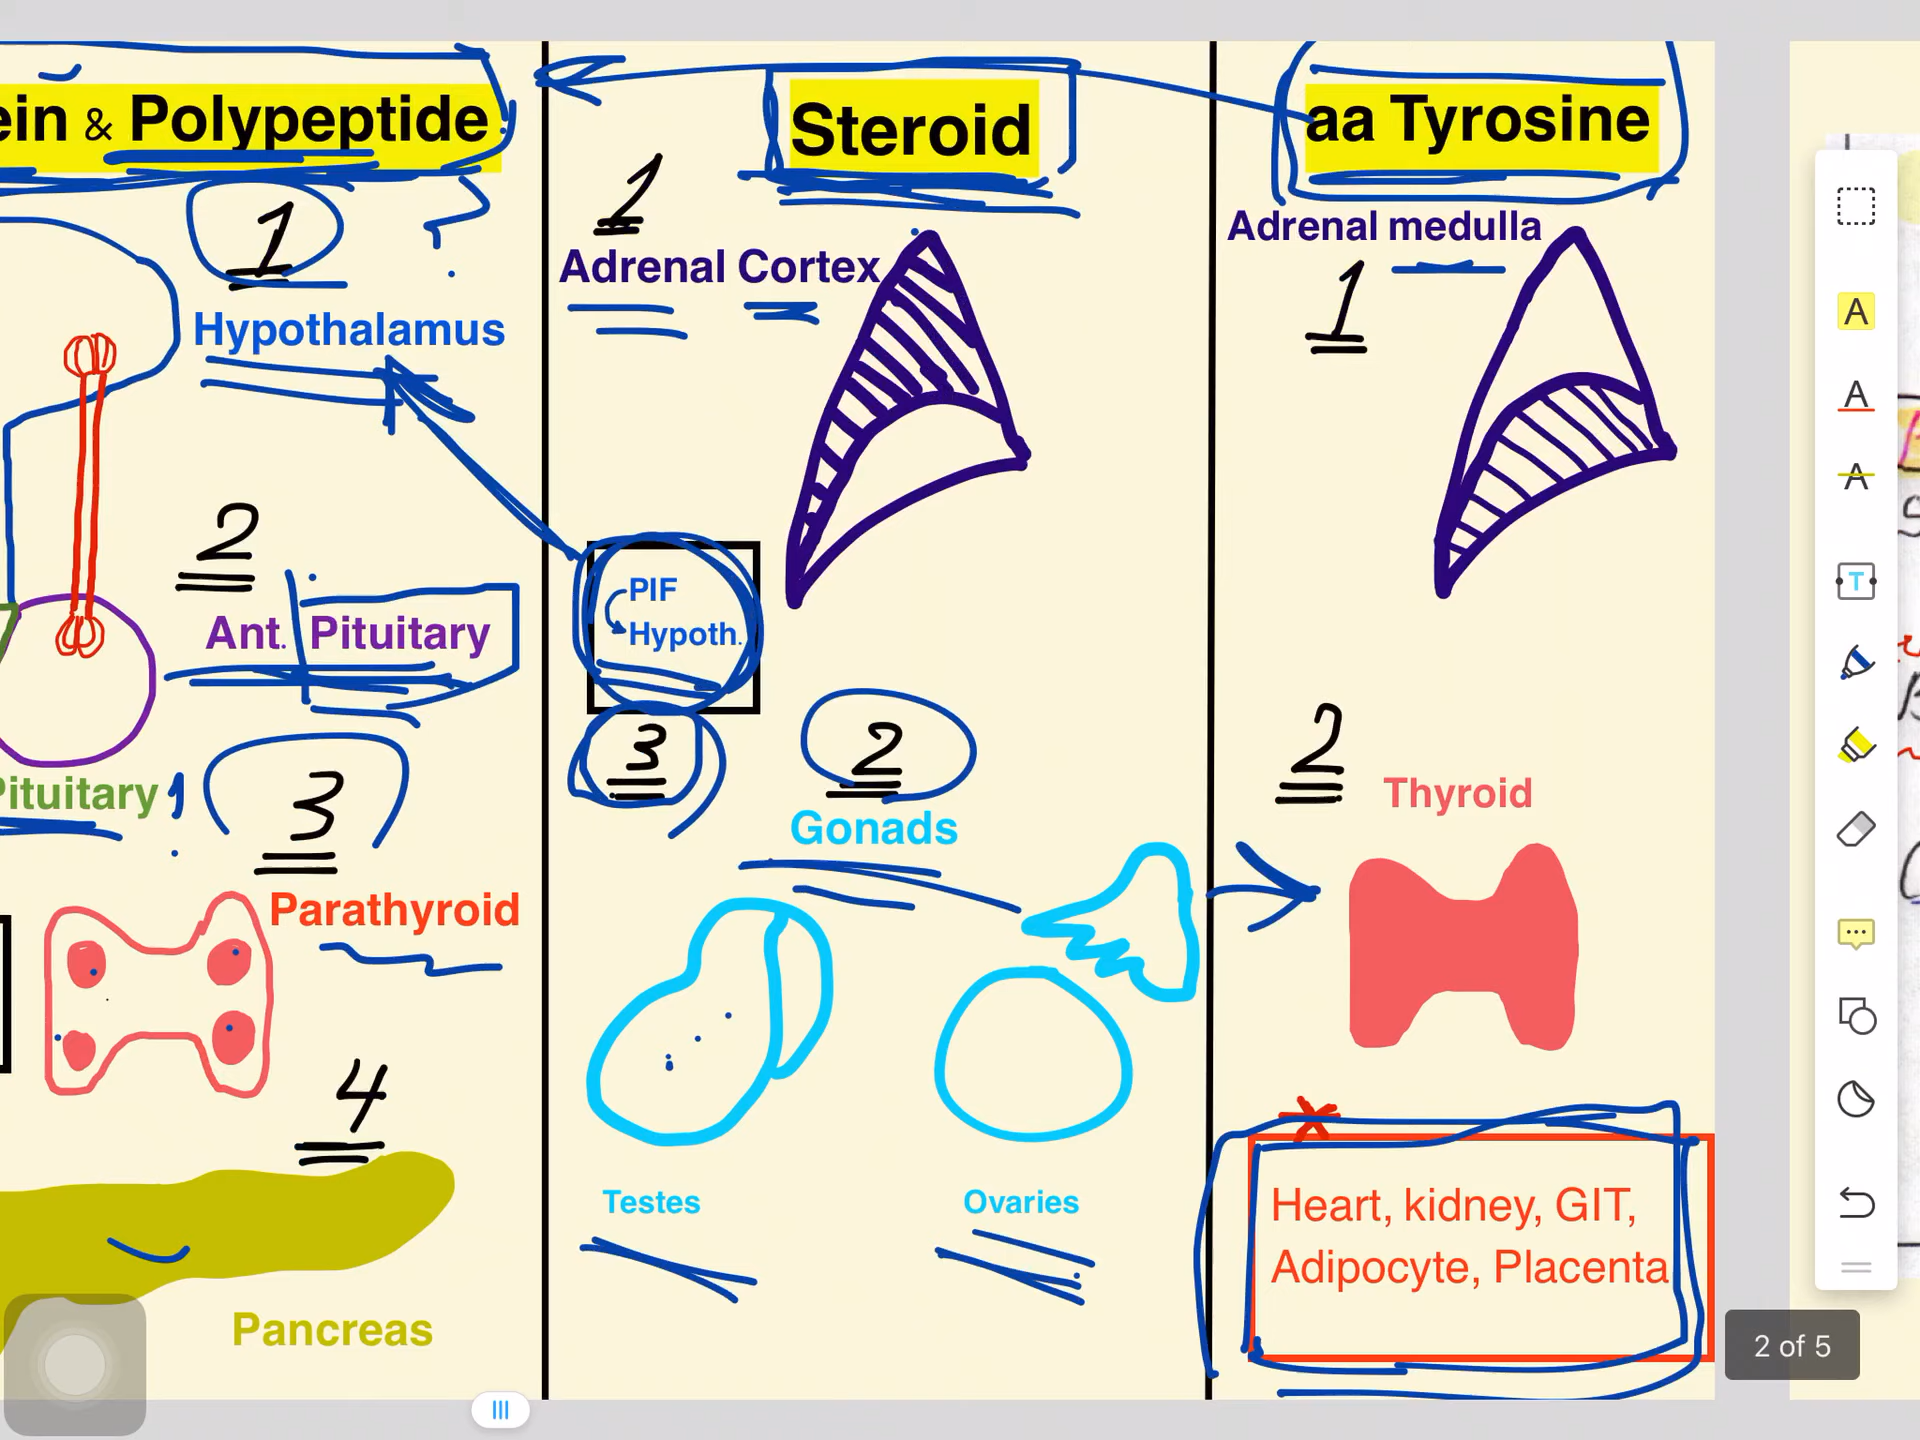 ein & Polypeptide
1
Hypothalamus
2
Ant. Pituitary
Pituitary
3
Parathyroid
4
Pancreas
Steroid
1
Adrenal Cortex
PIF
Hypoth.
3
2
Gonads
Testes
Ovaries
aa Tyrosine
Adrenal medulla
1
2
Thyroid
Heart, kidney, GIT,
Adipocyte, Placenta
A
A
A
T
2 of 5